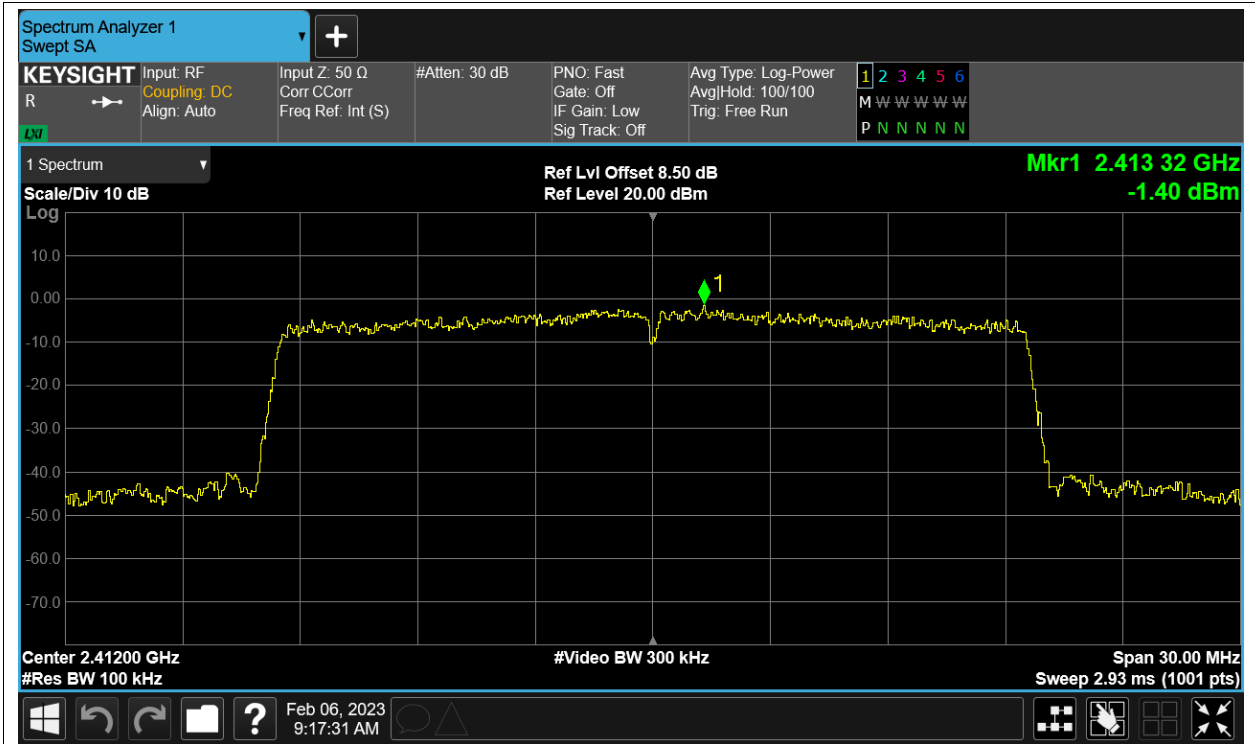 Spectrum Analyzer 1
Swept SA
KEYSIGHT
R
LXI
Input: RF
Coupling: DC
Align: Auto
Input Z: 50 Ω
Corr CCorr
Freq Ref: Int (S)
#Atten: 30 dB
PNO: Fast
Gate: Off
IF Gain: Low
Sig Track: Off
Avg Type: Log-Power
Avg|Hold: 100/100
Trig: Free Run
1 2 3 4 5 6
M W W W W W
P N N N N N
1 Spectrum
Scale/Div 10 dB
Log
Ref Lvl Offset 8.50 dB
Ref Level 20.00 dBm
Mkr1 2.413 32 GHz
-1.40 dBm
1
10.0
0.00
-10.0
-20.0
-30.0
-40.0
-50.0
-60.0
-70.0
Center 2.41200 GHz
#Res BW 100 kHz
#Video BW 300 kHz
Span 30.00 MHz
Sweep 2.93 ms (1001 pts)
?
Feb 06, 2023
9:17:31 AM